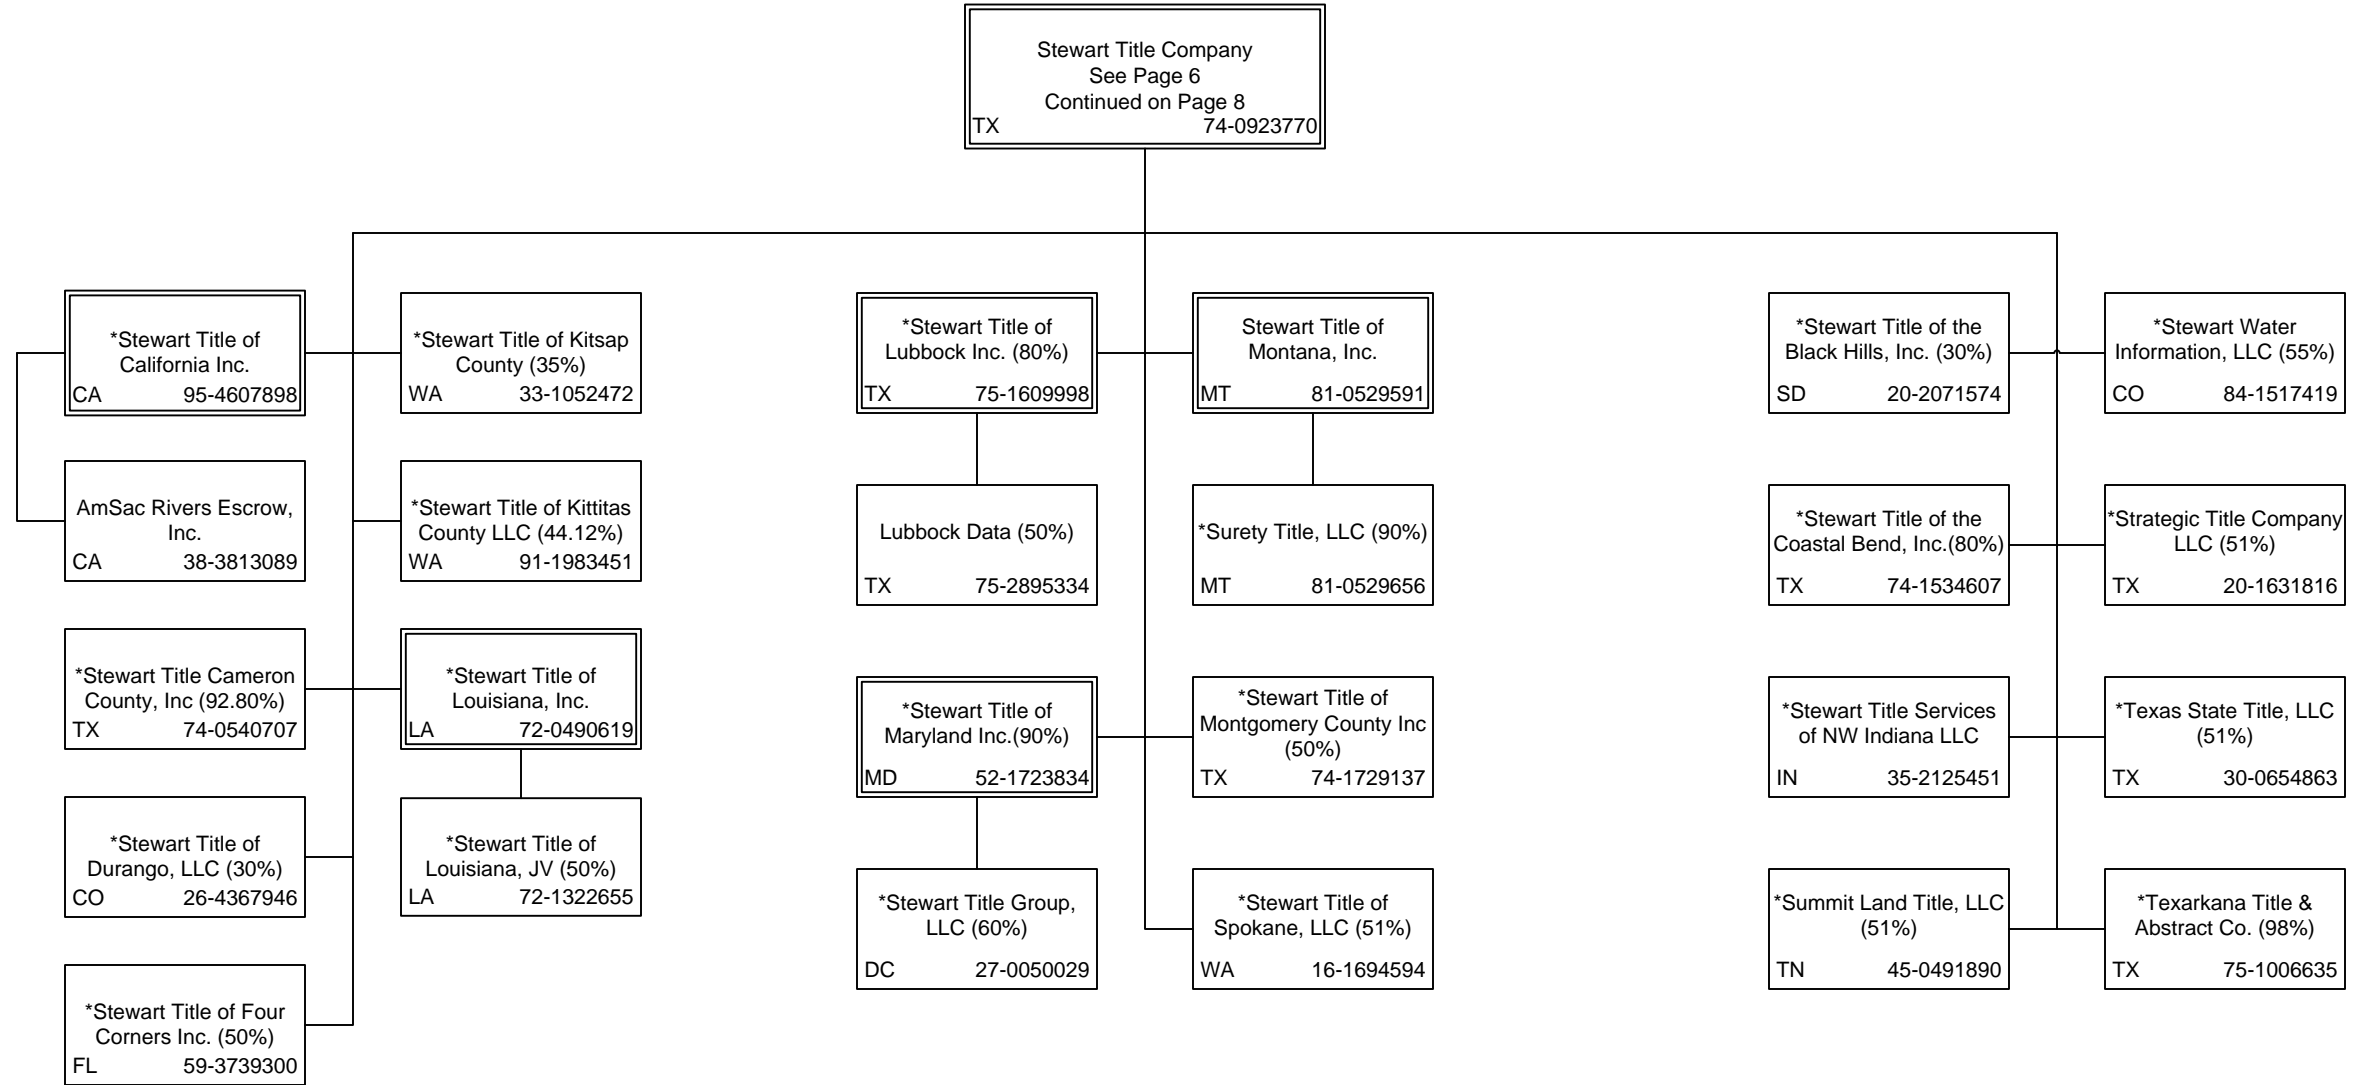 Stewart Title Company
See Page 6
Continued on Page 8
TX 74-0923770
*Stewart Title of
California Inc.
CA 95-4607898
*Stewart Title of Kitsap
County (35%)
WA 33-1052472
AmSac Rivers Escrow,
Inc.
CA 38-3813089
*Stewart Title of Kittitas
County LLC (44.12%)
WA 91-1983451
*Stewart Title Cameron
County, Inc (92.80%)
TX 74-0540707
*Stewart Title of
Louisiana, Inc.
LA 72-0490619
*Stewart Title of
Durango, LLC (30%)
CO 26-4367946
*Stewart Title of
Louisiana, JV (50%)
LA 72-1322655
*Stewart Title of Four
Corners Inc. (50%)
FL 59-3739300
*Stewart Title of
Lubbock Inc. (80%)
TX 75-1609998
Stewart Title of
Montana, Inc.
MT 81-0529591
Lubbock Data (50%)
TX 75-2895334
*Surety Title, LLC (90%)
MT 81-0529656
*Stewart Title of
Maryland Inc.(90%)
MD 52-1723834
*Stewart Title of
Montgomery County Inc
(50%)
TX 74-1729137
*Stewart Title Group,
LLC (60%)
DC 27-0050029
*Stewart Title of
Spokane, LLC (51%)
WA 16-1694594
*Stewart Title of the
Black Hills, Inc. (30%)
SD 20-2071574
*Stewart Water
Information, LLC (55%)
CO 84-1517419
*Stewart Title of the
Coastal Bend, Inc.(80%)
TX 74-1534607
*Strategic Title Company
LLC (51%)
TX 20-1631816
*Stewart Title Services
of NW Indiana LLC
IN 35-2125451
*Texas State Title, LLC
(51%)
TX 30-0654863
*Summit Land Title, LLC
(51%)
TN 45-0491890
*Texarkana Title &
Abstract Co. (98%)
TX 75-1006635